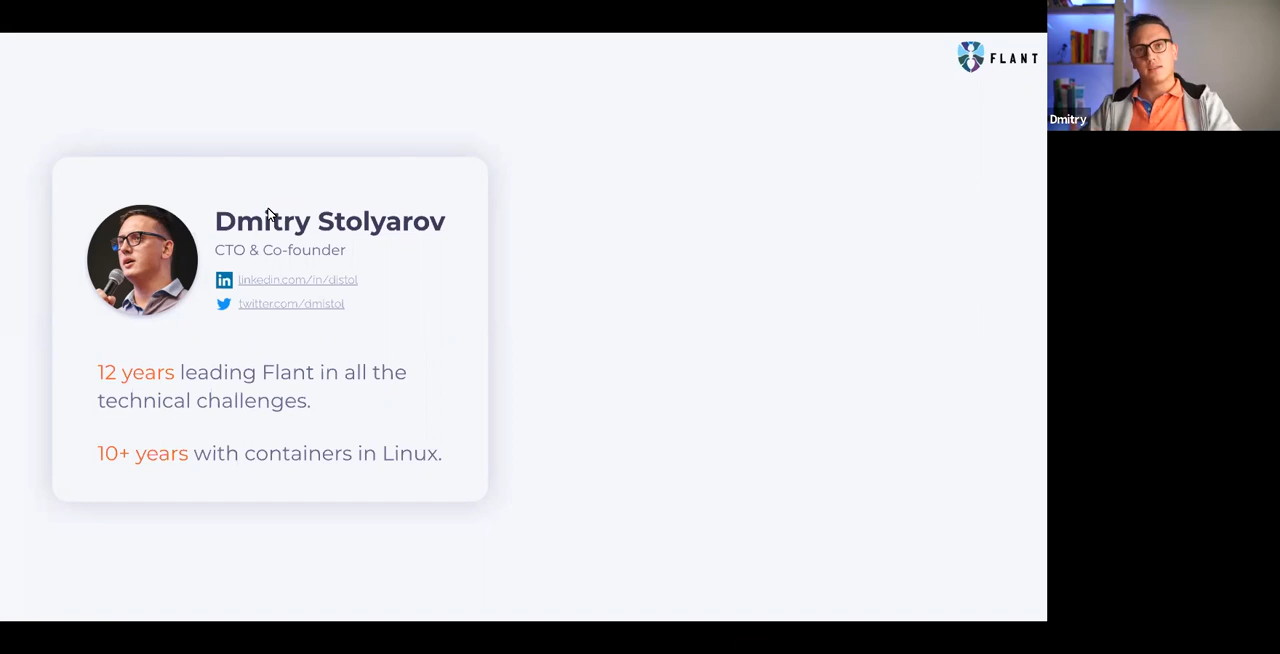 FLANT
Dmitry
Dmitry Stolyarov
CTO & Co-founder
in linkedin.com/in/distol
twitter.com/dmistol
12 years leading Flant in all the
technical challenges.
10+ years with containers in Linux.